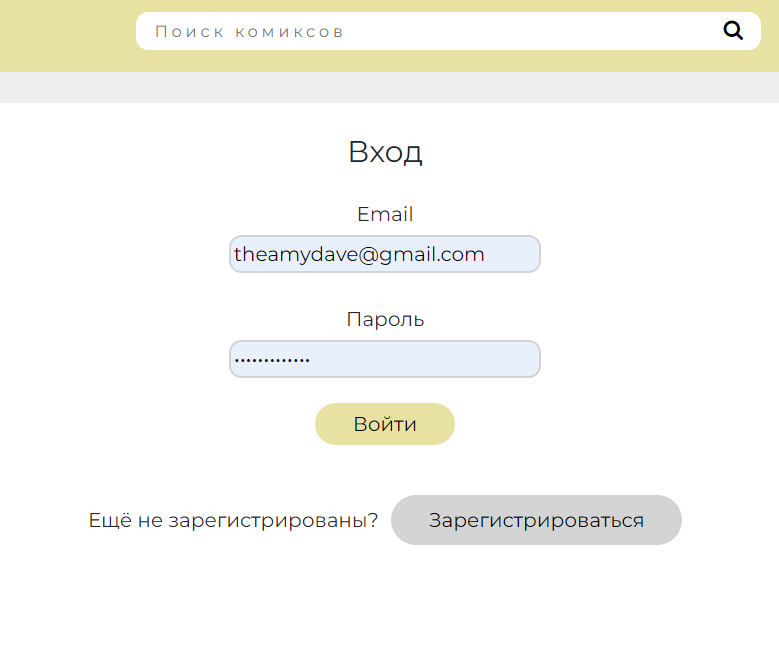 Поиск комиксов
Вход
Email
theamydave@gmail.com
Пароль
•••••••••••••
Войти
Ещё не зарегистрированы? Зарегистрироваться